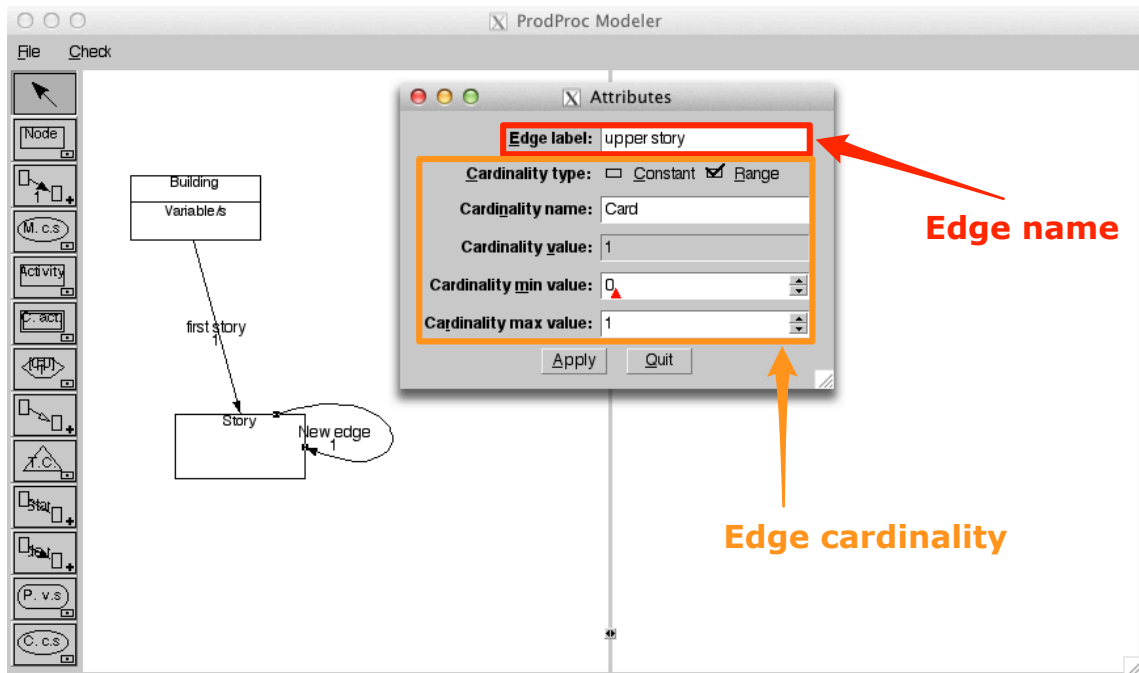 ProdProc Modeler
File Check
Node
1
M. c.s
Activity
C. act
T.C.
Star
P. v.s
C. c.s
Building
Variable/s
first story
1
Story
New edge
1
Attributes
Edge label: upper story
Cardinality type: Constant Range
Cardinality name: Card
Cardinality value: 1
Cardinality min value: 0
Cardinality max value: 1
Apply Quit
Edge name
Edge cardinality